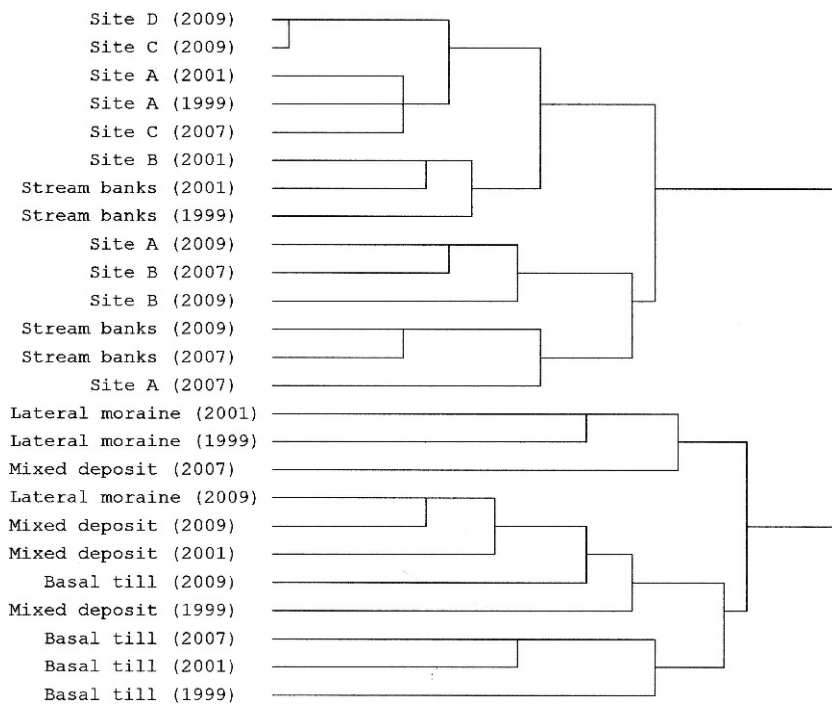 Site D (2009)
Site C (2009)
Site A (2001)
Site A (1999)
Site C (2007)
Site B (2001)
Stream banks (2001)
Stream banks (1999)
Site A (2009)
Site B (2007)
Site B (2009)
Stream banks (2009)
Stream banks (2007)
Site A (2007)
Lateral moraine (2001)
Lateral moraine (1999)
Mixed deposit (2007)
Lateral moraine (2009)
Mixed deposit (2009)
Mixed deposit (2001)
Basal till (2009)
Mixed deposit (1999)
Basal till (2007)
Basal till (2001)
Basal till (1999)